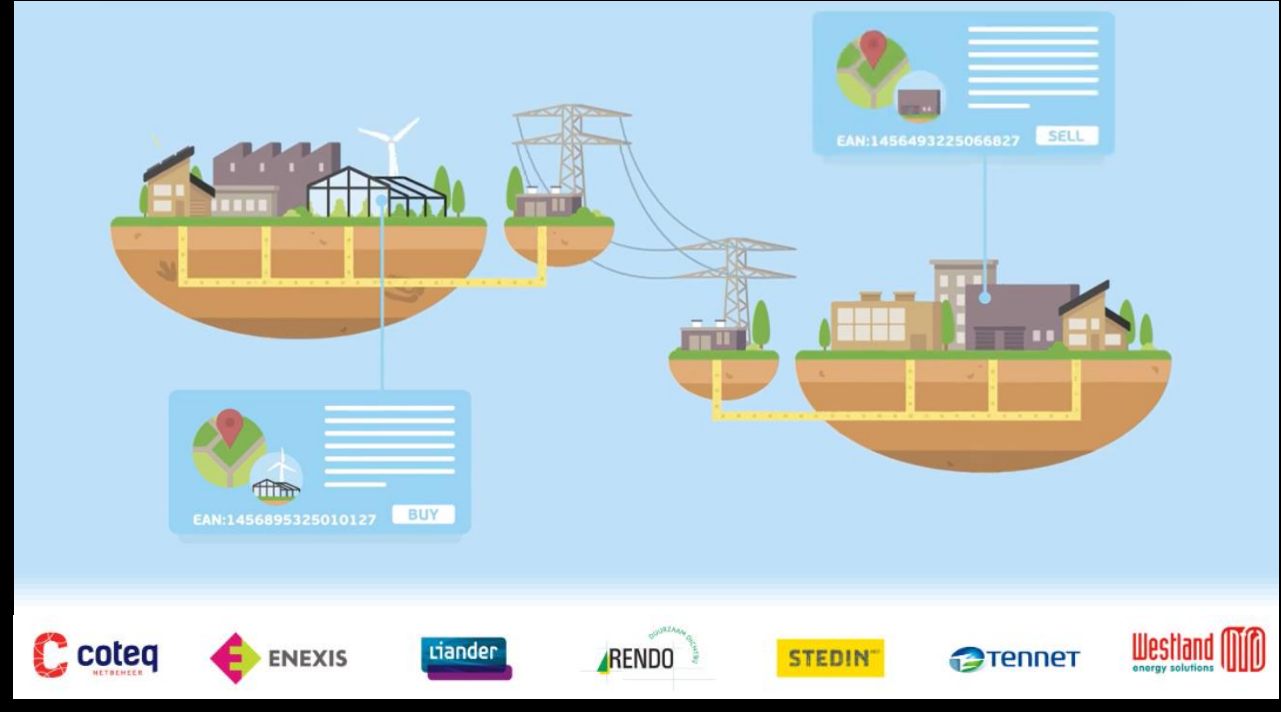 EAN:1456493225066827
SELL
EAN:1456895325010127
BUY
coteq
NETBEHEER
ENEXIS
Liander
RENDO
DUURZAAM DICHTBIJ
STEDIN
TenneT
Westland
energy solutions